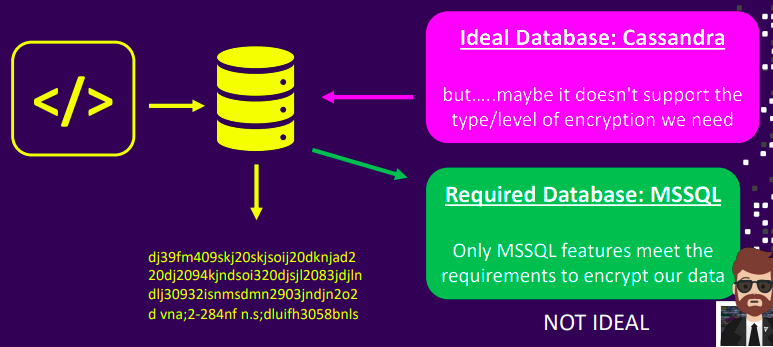 </>
Ideal Database: Cassandra
but.....maybe it doesn't support the
type/level of encryption we need
Required Database: MSSQL
Only MSSQL features meet the
requirements to encrypt our data
dj39fm409skj20skjsoij20dknjad2
20dj2094kjndsoi320djsjl2083jdjln
dlj30932isnmsdmn2903jndjn2o2
d vna;2-284nf n.s;dluifh3058bnls
NOT IDEAL